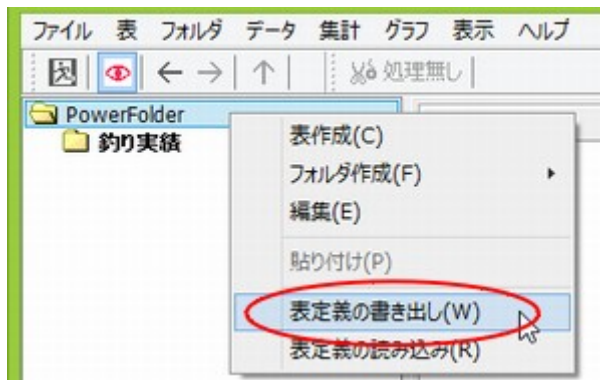 ファイル 表 フォルダ データ 集計 グラフ 表示 ヘルプ
処理無し
PowerFolder
釣り実績
表作成(C)
フォルダ作成(F)
編集(E)
貼り付け(P)
表定義の書き出し(W)
表定義の読み込み(R)